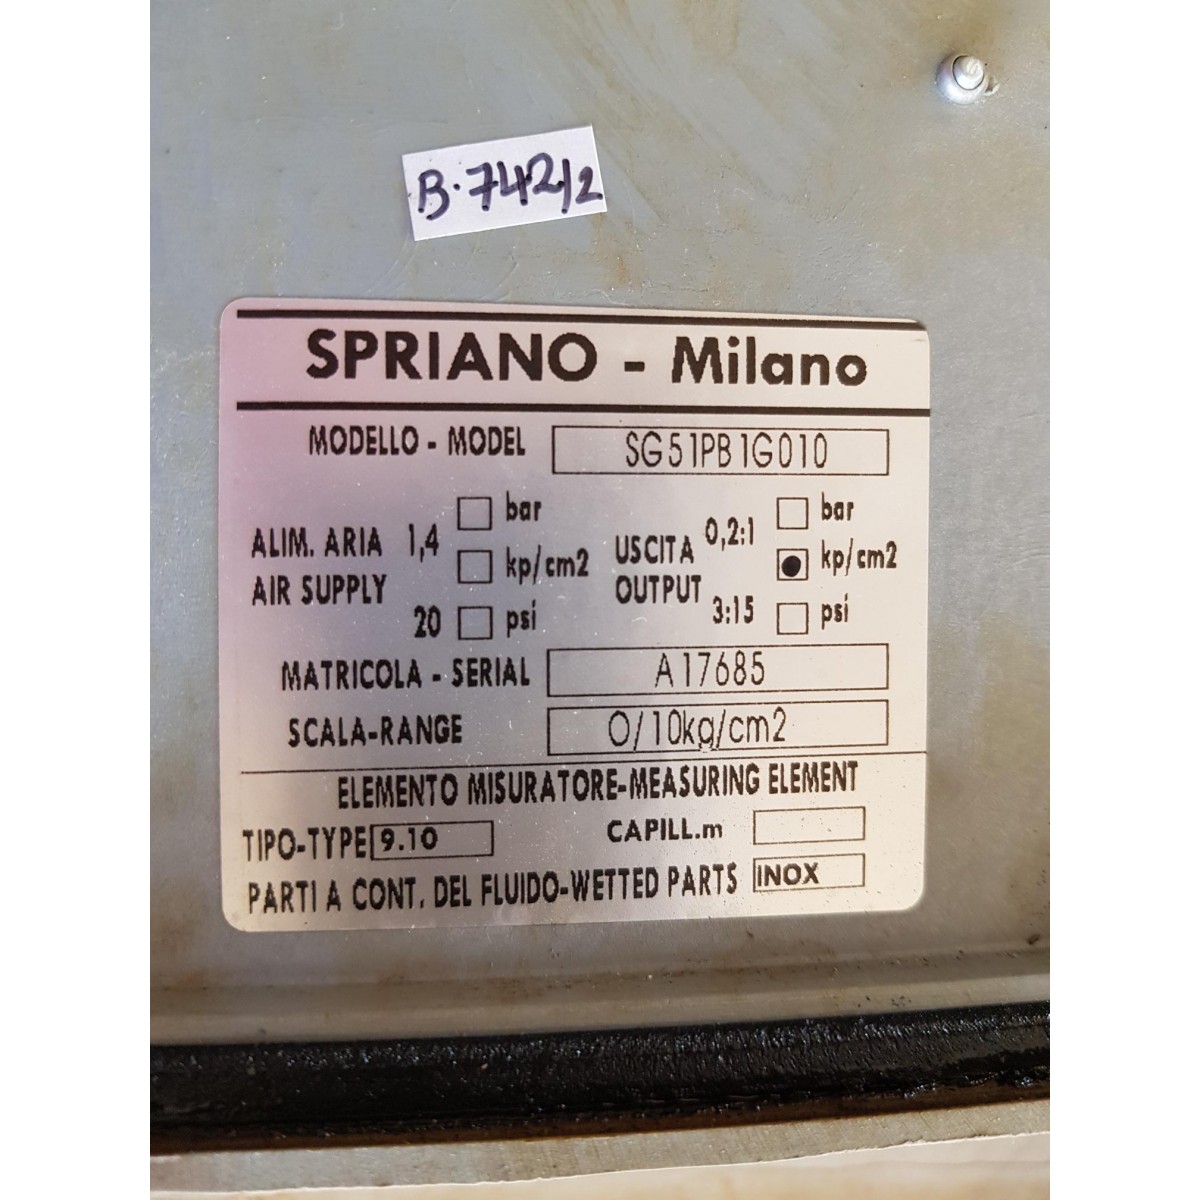 B.742/2
SPRIANO - Milano
MODELLO - MODEL SG51PB1G010
ALIM. ARIA 1,4 bar
AIR SUPPLY kp/cm2
20 psi
USCITA 0,2:1 bar
OUTPUT kp/cm2
3:15 psi
MATRICOLA - SERIAL A17685
SCALA-RANGE 0/10kg/cm2
ELEMENTO MISURATORE-MEASURING ELEMENT
TIPO-TYPE 9.10 CAPILL.m
PARTI A CONT. DEL FLUIDO-WETTED PARTS INOX